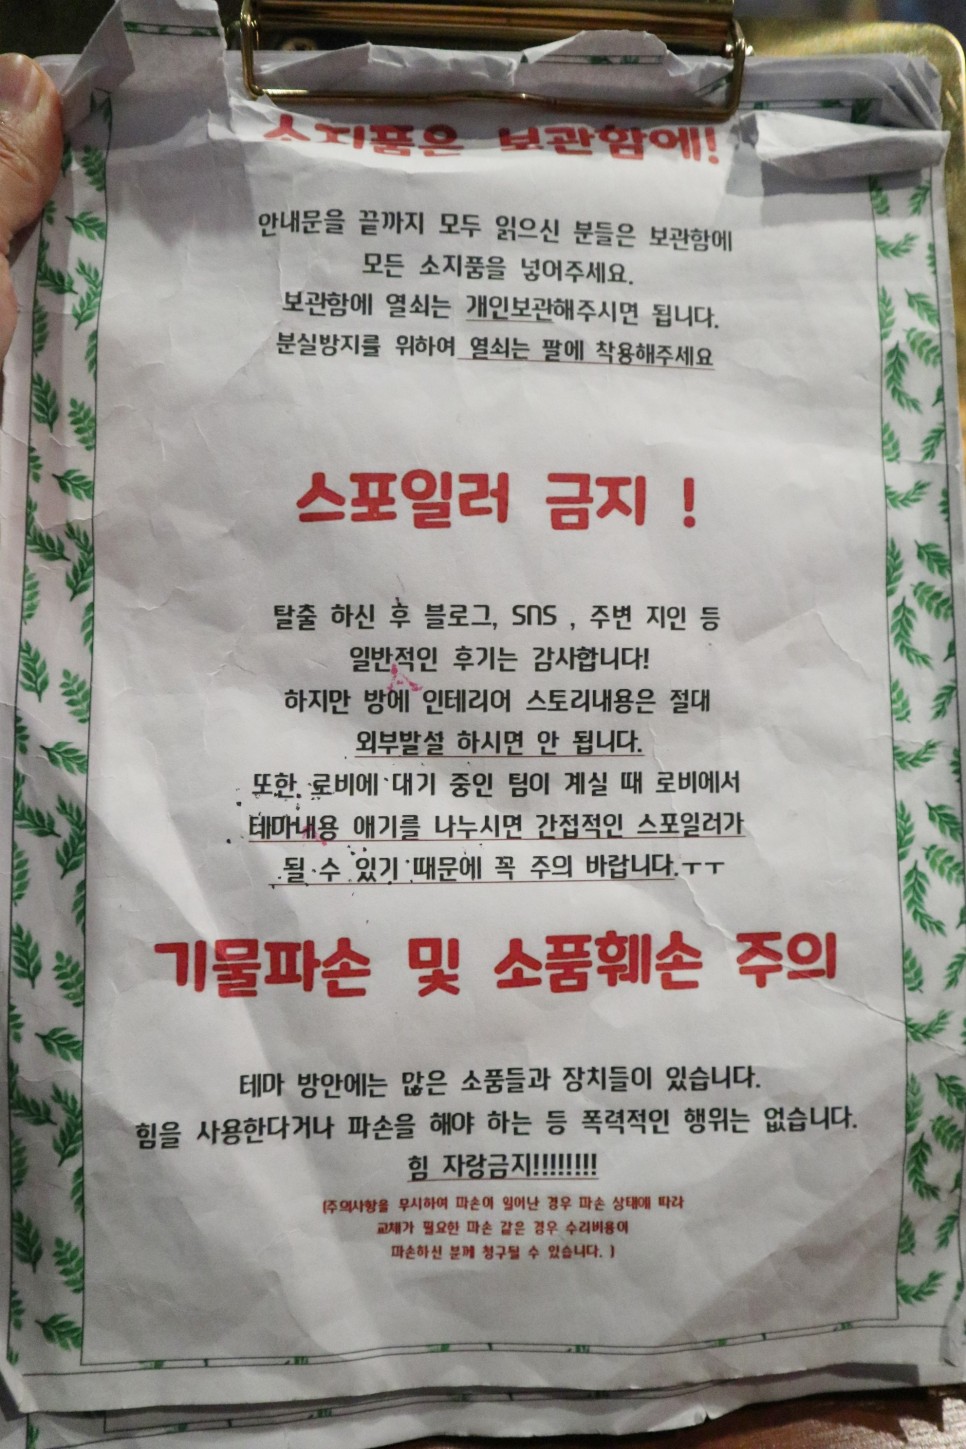 소지품은 보관함에!
안내문을 끝까지 모두 읽으신 분들은 보관함에
모든 소지품을 넣어주세요.
보관함에 열쇠는 개인보관해주시면 됩니다.
분실방지를 위하여 열쇠는 팔에 착용해주세요
스포일러 금지 !
탈출 하신 후 블로그, SNS , 주변 지인 등
일반적인 후기는 감사합니다!
하지만 방에 인테리어 스토리내용은 절대
외부발설 하시면 안 됩니다.
또한 로비에 대기 중인 팀이 계실 때 로비에서
테마내용 얘기를 나누시면 간접적인 스포일러가
될 수 있기 때문에 꼭 주의 바랍니다.ㅜㅜ
기물파손 및 소품훼손 주의
테마 방안에는 많은 소품들과 장치들이 있습니다.
힘을 사용한다거나 파손을 해야 하는 등 폭력적인 행위는 없습니다.
힘 자랑금지!!!!!!!!
(주의사항을 무시하여 파손이 일어난 경우 파손 상태에 따라
교체가 필요한 파손 같은 경우 수리비용이
파손하신 분께 청구될 수 있습니다. )